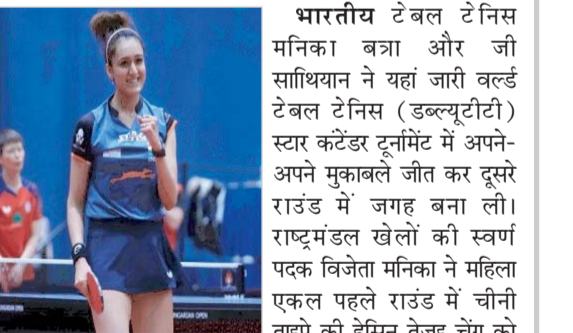 भारतीय टेबल टेनिस
मनिका बत्रा और जी
साथियान ने यहां जारी वर्ल्ड
टेबल टेनिस (डब्ल्यूटीटी)
स्टार कंटेंडर टूर्नामेंट में अपने-
अपने मुकाबले जीत कर दूसरे
राउंड में जगह बना ली।
राष्ट्रमंडल खेलों की स्वर्ण
पदक विजेता मनिका ने महिला
एकल पहले राउंड में चीनी
ताइपे की